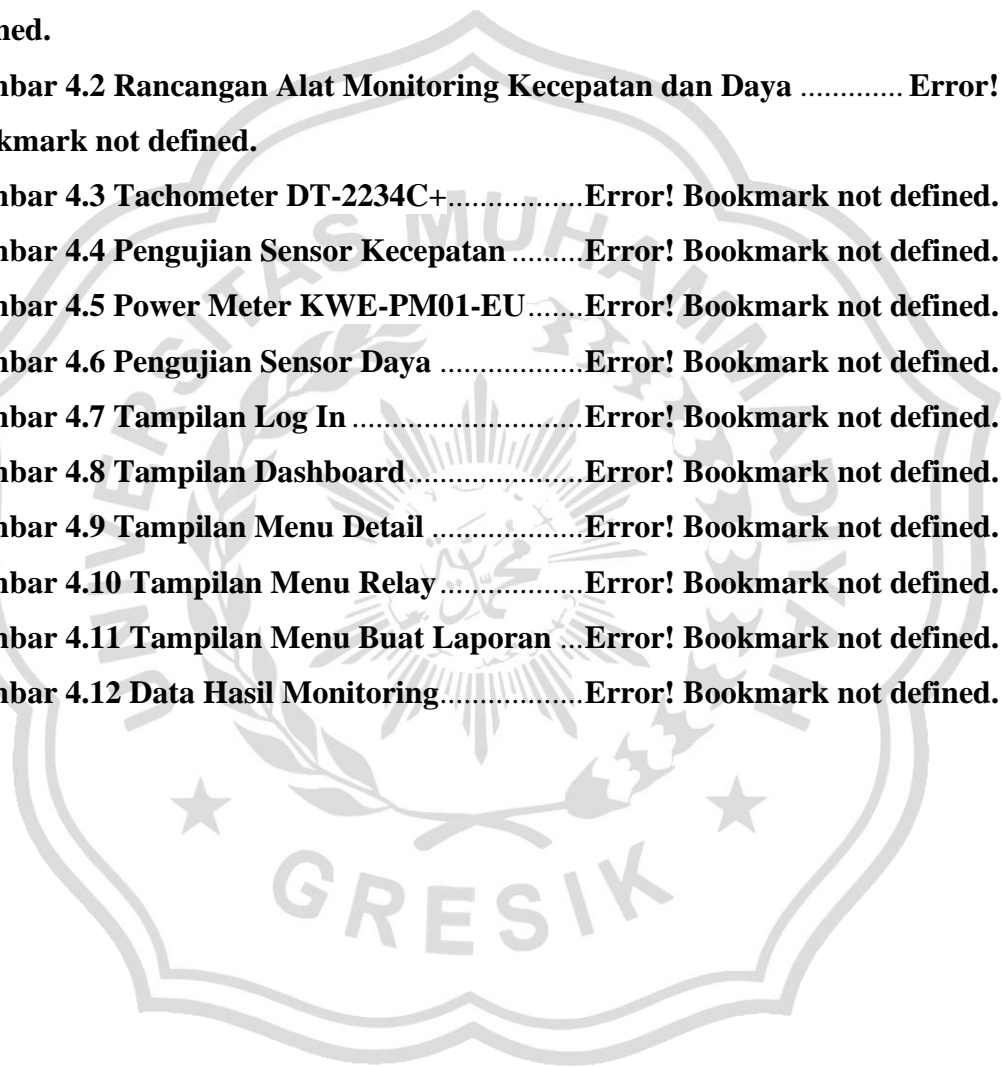 ned.
mbar 4.2 Rancangan Alat Monitoring Kecepatan dan Daya ............. Error!
kmark not defined.
mbar 4.3 Tachometer DT-2234C+.................Error! Bookmark not defined.
mbar 4.4 Pengujian Sensor Kecepatan .........Error! Bookmark not defined.
mbar 4.5 Power Meter KWE-PM01-EU.......Error! Bookmark not defined.
mbar 4.6 Pengujian Sensor Daya ..................Error! Bookmark not defined.
mbar 4.7 Tampilan Log In .............................Error! Bookmark not defined.
mbar 4.8 Tampilan Dashboard......................Error! Bookmark not defined.
mbar 4.9 Tampilan Menu Detail ...................Error! Bookmark not defined.
mbar 4.10 Tampilan Menu Relay..................Error! Bookmark not defined.
mbar 4.11 Tampilan Menu Buat Laporan ...Error! Bookmark not defined.
mbar 4.12 Data Hasil Monitoring..................Error! Bookmark not defined.
UNIVERSITAS MUHAMMADIYAH
GRESIK